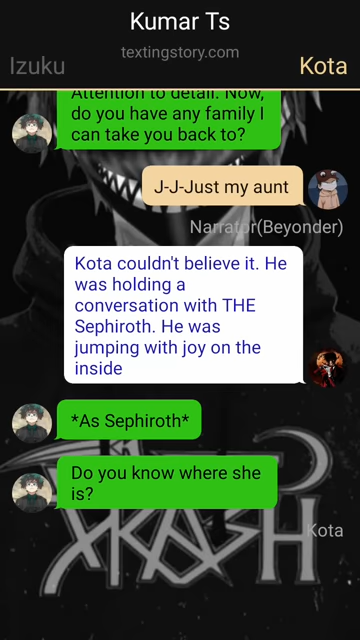 Kumar Ts
textingstory.com
Izuku
Kota
Attention to detail. Now,
do you have any family I
can take you back to?
J-J-Just my aunt
Narrator(Beyonder)
Kota couldn't believe it. He
was holding a
conversation with THE
Sephiroth. He was
jumping with joy on the
inside
*As Sephiroth*
Do you know where she
is?
Kota